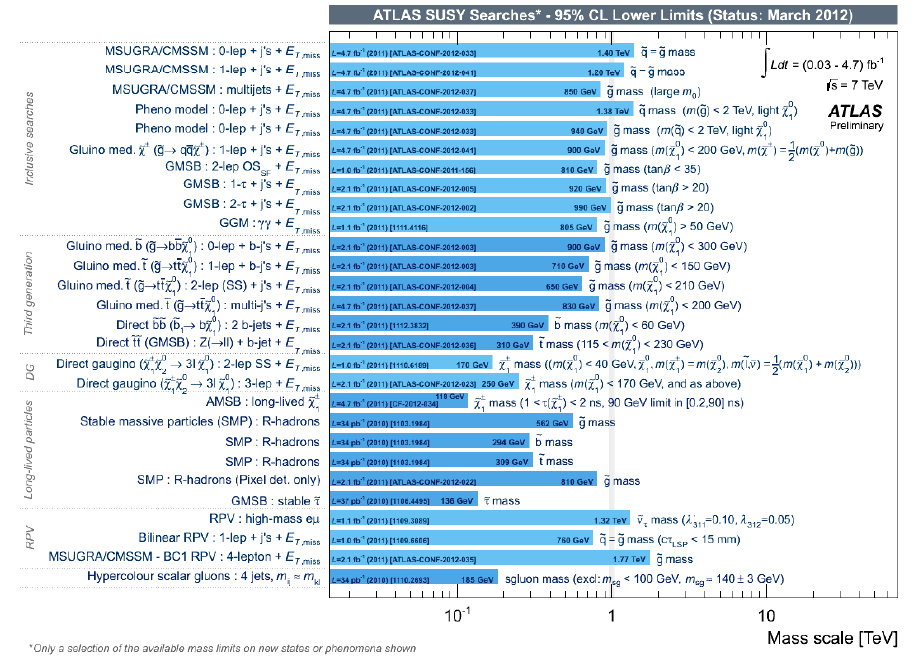 ATLAS SUSY Searches* - 95% CL Lower Limits (Status: March 2012)
∫ Ldt = (0.03 - 4.7) fb⁻¹
√s = 7 TeV
ATLAS
Preliminary
Inclusive searches
MSUGRA/CMSSM : 0-lep + j's + E_T,miss L=4.7 fb⁻¹ (2011) [ATLAS-CONF-2012-033] 1.40 TeV q̃ = g̃ mass
MSUGRA/CMSSM : 1-lep + j's + E_T,miss L=4.7 fb⁻¹ (2011) [ATLAS-CONF-2012-041] 1.20 TeV q̃ = g̃ mass
MSUGRA/CMSSM : multijets + E_T,miss L=4.7 fb⁻¹ (2011) [ATLAS-CONF-2012-037] 850 GeV g̃ mass (large m₀)
Pheno model : 0-lep + j's + E_T,miss L=4.7 fb⁻¹ (2011) [ATLAS-CONF-2012-033] 1.38 TeV q̃ mass (m(g̃) < 2 TeV, light χ̃₁⁰)
Pheno model : 0-lep + j's + E_T,miss L=4.7 fb⁻¹ (2011) [ATLAS-CONF-2012-033] 940 GeV g̃ mass (m(q̃) < 2 TeV, light χ̃₁⁰)
Gluino med. χ̃± (g̃→qq̄χ̃±) : 1-lep + j's + E_T,miss L=4.7 fb⁻¹ (2011) [ATLAS-CONF-2012-041] 900 GeV g̃ mass (m(χ̃₁⁰) < 200 GeV, m(χ̃±) = ½(m(χ̃⁰)+m(g̃))
GMSB : 2-lep OS_SF + E_T,miss L=1.0 fb⁻¹ (2011) [ATLAS-CONF-2011-156] 810 GeV g̃ mass (tanβ < 35)
GMSB : 1-τ + j's + E_T,miss L=2.1 fb⁻¹ (2011) [ATLAS-CONF-2012-005] 920 GeV g̃ mass (tanβ > 20)
GMSB : 2-τ + j's + E_T,miss L=2.1 fb⁻¹ (2011) [ATLAS-CONF-2012-002] 990 GeV g̃ mass (tanβ > 20)
GGM : γγ + E_T,miss L=1.1 fb⁻¹ (2011) [1111.4116] 805 GeV g̃ mass (m(χ̃₁⁰) > 50 GeV)
Third generation
Gluino med. b̃ (g̃→bb̄χ̃₁⁰) : 0-lep + b-j's + E_T,miss L=2.1 fb⁻¹ (2011) [ATLAS-CONF-2012-003] 900 GeV g̃ mass (m(χ̃₁⁰) < 300 GeV)
Gluino med. t̃ (g̃→tt̄χ̃₁⁰) : 1-lep + b-j's + E_T,miss L=2.1 fb⁻¹ (2011) [ATLAS-CONF-2012-003] 710 GeV g̃ mass (m(χ̃₁⁰) < 150 GeV)
Gluino med. t̃ (g̃→tt̄χ̃₁⁰) : 2-lep (SS) + j's + E_T,miss L=2.1 fb⁻¹ (2011) [ATLAS-CONF-2012-004] 650 GeV g̃ mass (m(χ̃₁⁰) < 210 GeV)
Gluino med. t̃ (g̃→tt̄χ̃₁⁰) : multi-j's + E_T,miss L=4.7 fb⁻¹ (2011) [ATLAS-CONF-2012-037] 830 GeV g̃ mass (m(χ̃₁⁰) < 200 GeV)
Direct b̃b̃ (b̃₁→bχ̃₁⁰) : 2 b-jets + E_T,miss L=2.1 fb⁻¹ (2011) [1112.3832] 390 GeV b̃ mass (m(χ̃₁⁰) < 60 GeV)
Direct t̃t̃ (GMSB) : Z(→ll) + b-jet + E_T,miss L=2.1 fb⁻¹ (2011) [ATLAS-CONF-2012-036] 310 GeV t̃ mass (115 < m(χ̃₁⁰) < 230 GeV)
DG
Direct gaugino (χ̃₁±χ̃₂⁰ → 3l χ̃₁⁰) : 2-lep SS + E_T,miss L=1.0 fb⁻¹ (2011) [1110.6189] 170 GeV χ̃₁± mass ((m(χ̃₁⁰) < 40 GeV, χ̃₁⁰, m(χ̃₁±) = m(χ̃₂⁰), m(l̃,ν̃) = ½(m(χ̃₁⁰) + m(χ̃₂⁰)))
Direct gaugino (χ̃₁±χ̃₂⁰ → 3l χ̃₁⁰) : 3-lep + E_T,miss L=2.1 fb⁻¹ (2011) [ATLAS-CONF-2012-023] 250 GeV χ̃₁± mass (m(χ̃₁⁰) < 170 GeV, and as above)
Long-lived particles
AMSB : long-lived χ̃₁± L=4.7 fb⁻¹ (2011) [CF-2012-034] 110 GeV χ̃₁± mass (1 < τ(χ̃₁±) < 2 ns, 90 GeV limit in [0.2,90] ns)
Stable massive particles (SMP) : R-hadrons L=34 pb⁻¹ (2010) [1103.1984] 562 GeV g̃ mass
SMP : R-hadrons L=34 pb⁻¹ (2010) [1103.1984] 294 GeV b̃ mass
SMP : R-hadrons L=34 pb⁻¹ (2010) [1103.1984] 309 GeV t̃ mass
SMP : R-hadrons (Pixel det. only) L=2.1 fb⁻¹ (2011) [ATLAS-CONF-2012-022] 810 GeV g̃ mass
GMSB : stable τ̃ L=37 pb⁻¹ (2010) [1106.4495] 136 GeV τ̃ mass
RPV
RPV : high-mass eμ L=1.1 fb⁻¹ (2011) [1109.3089] 1.32 TeV ν̃_τ mass (λ'₃₁₁=0.10, λ₃₁₂=0.05)
Bilinear RPV : 1-lep + j's + E_T,miss L=1.0 fb⁻¹ (2011) [1109.6606] 760 GeV q̃ = g̃ mass (cτ_LSP < 15 mm)
MSUGRA/CMSSM - BC1 RPV : 4-lepton + E_T,miss L=2.1 fb⁻¹ (2011) [ATLAS-CONF-2012-035] 1.77 TeV g̃ mass
Hypercolour scalar gluons : 4 jets, m_ij ≈ m_kl L=34 pb⁻¹ (2010) [1110.2693] 185 GeV sgluon mass (excl: m_sg < 100 GeV, m_sg = 140 ± 3 GeV)
10⁻¹ 1 10
Mass scale [TeV]
*Only a selection of the available mass limits on new states or phenomena shown